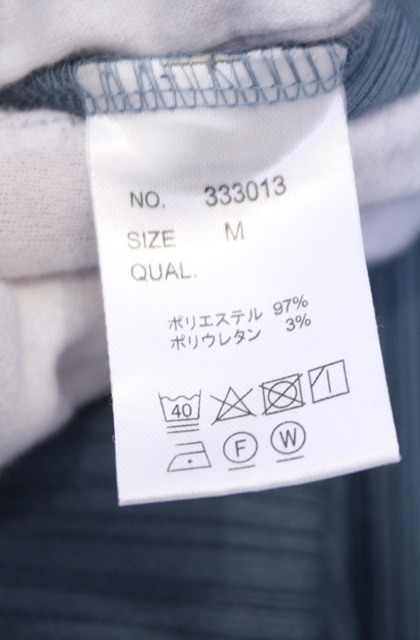 NO. 333013
SIZE M
QUAL.
ポリエステル 97%
ポリウレタン 3%
40
F W